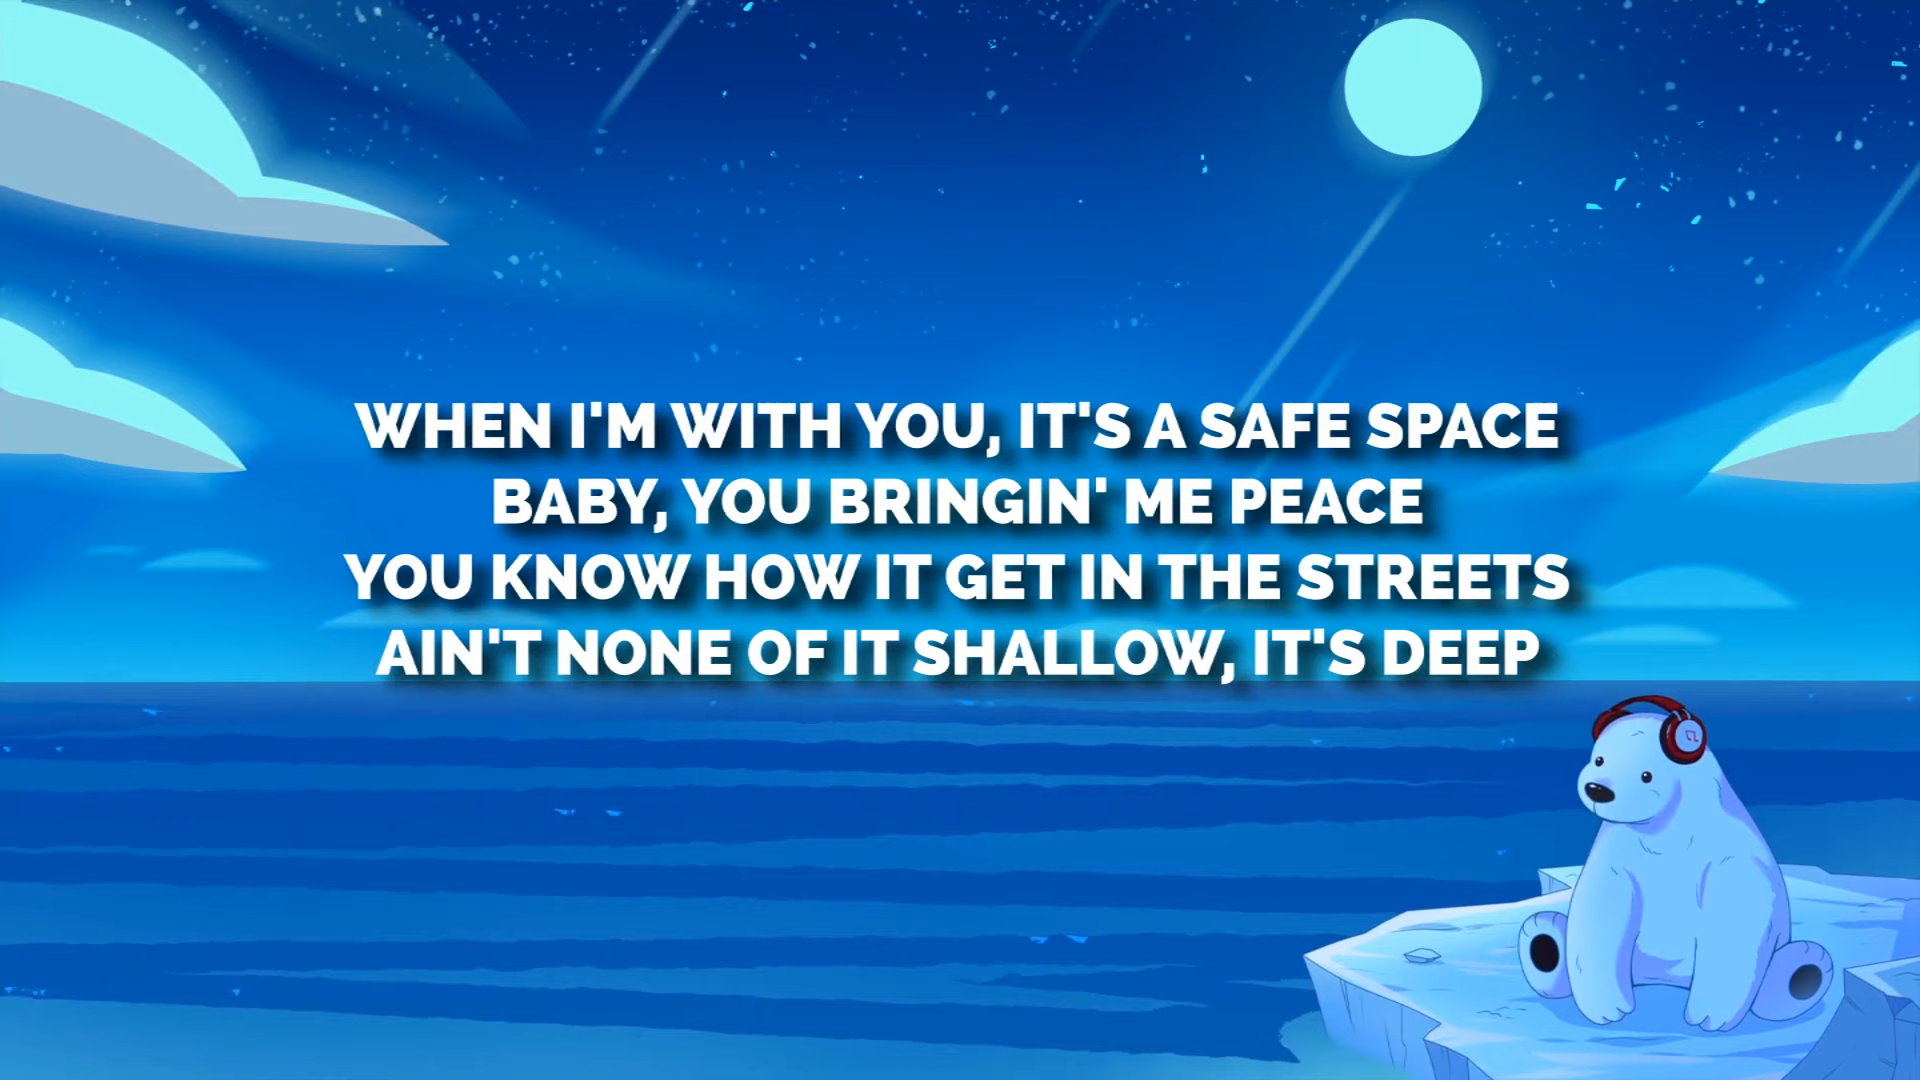 WHEN I'M WITH YOU, IT'S A SAFE SPACE
BABY, YOU BRINGIN' ME PEACE
YOU KNOW HOW IT GET IN THE STREETS
AIN'T NONE OF IT SHALLOW, IT'S DEEP